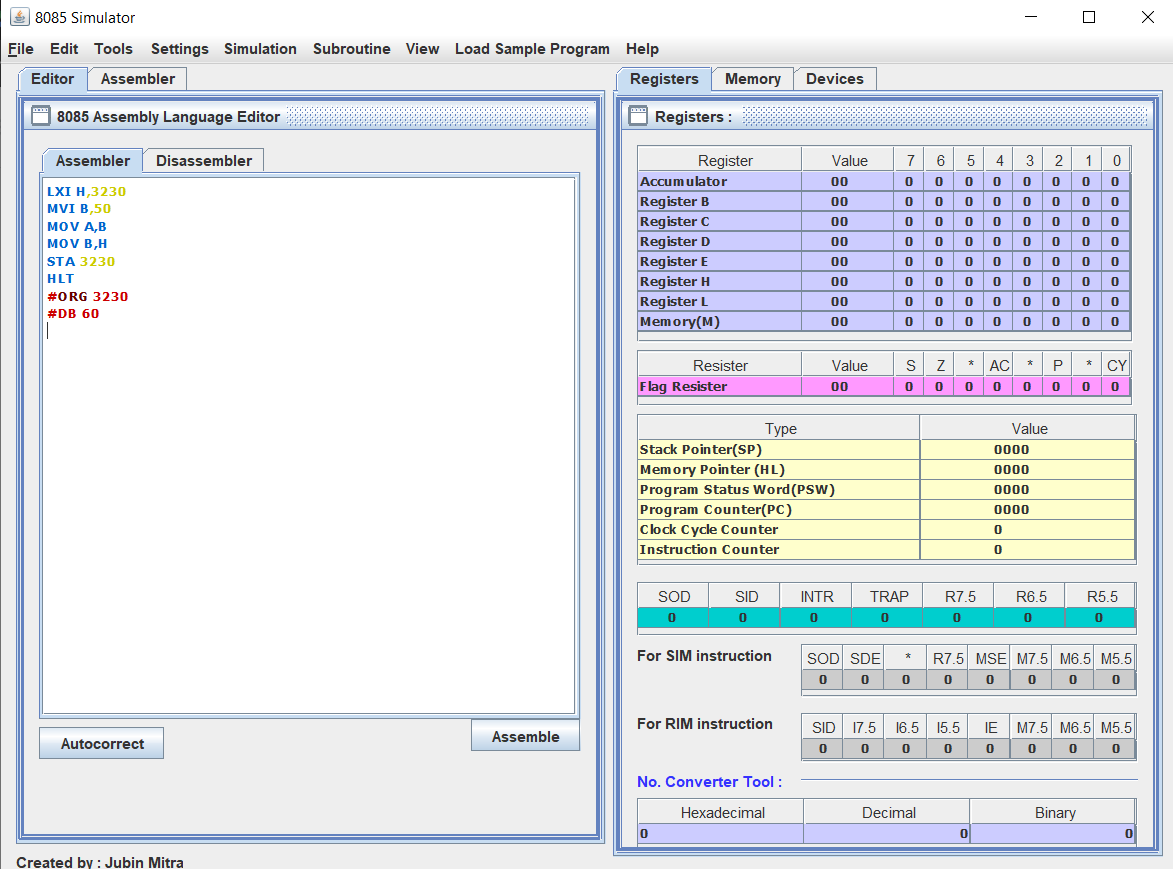 8085 Simulator
File Edit Tools Settings Simulation Subroutine View Load Sample Program Help
Editor Assembler
8085 Assembly Language Editor
Assembler Disassembler
LXI H,3230
MVI B,50
MOV A,B
MOV B,H
STA 3230
HLT
#ORG 3230
#DB 60
Autocorrect
Assemble
Created by : Jubin Mitra
Registers Memory Devices
Registers :
Register Value 7 6 5 4 3 2 1 0
Accumulator 00 0 0 0 0 0 0 0 0
Register B 00 0 0 0 0 0 0 0 0
Register C 00 0 0 0 0 0 0 0 0
Register D 00 0 0 0 0 0 0 0 0
Register E 00 0 0 0 0 0 0 0 0
Register H 00 0 0 0 0 0 0 0 0
Register L 00 0 0 0 0 0 0 0 0
Memory(M) 00 0 0 0 0 0 0 0 0
Resister Value S Z * AC * P * CY
Flag Resister 00 0 0 0 0 0 0 0 0
Type Value
Stack Pointer(SP) 0000
Memory Pointer (HL) 0000
Program Status Word(PSW) 0000
Program Counter(PC) 0000
Clock Cycle Counter 0
Instruction Counter 0
SOD SID INTR TRAP R7.5 R6.5 R5.5
0 0 0 0 0 0 0
For SIM instruction
SOD SDE * R7.5 MSE M7.5 M6.5 M5.5
0 0 0 0 0 0 0 0
For RIM instruction
SID I7.5 I6.5 I5.5 IE M7.5 M6.5 M5.5
0 0 0 0 0 0 0 0
No. Converter Tool :
Hexadecimal Decimal Binary
0 0 0